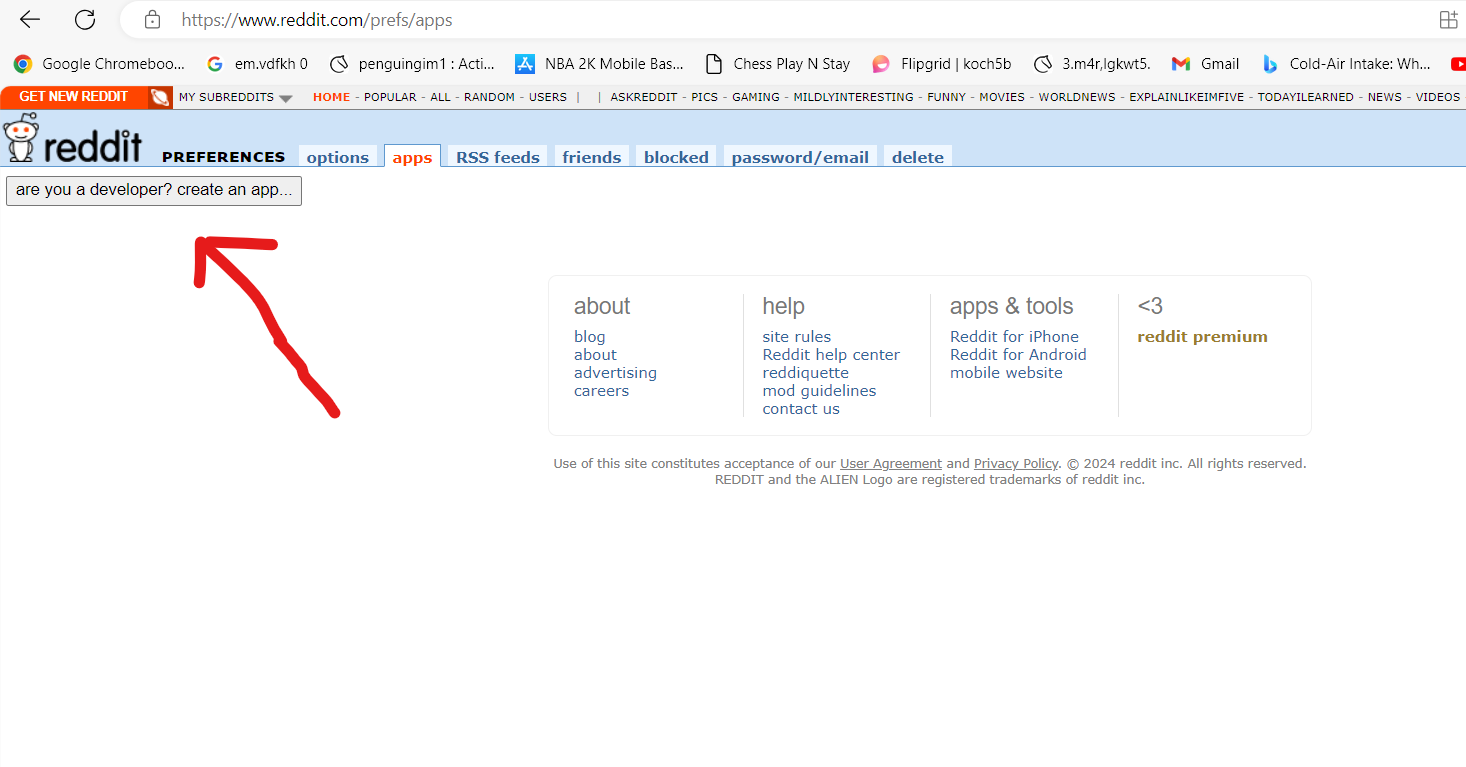 https://www.reddit.com/prefs/apps
Google Chromeboo... em.vdfkh 0 penguingim1 : Acti... NBA 2K Mobile Bas... Chess Play N Stay Flipgrid | koch5b 3.m4r,lgkwt5. Gmail Cold-Air Intake: Wh...
GET NEW REDDIT MY SUBREDDITS HOME - POPULAR - ALL - RANDOM - USERS | | ASKREDDIT - PICS - GAMING - MILDLYINTERESTING - FUNNY - MOVIES - WORLDNEWS - EXPLAINLIKEIMFIVE - TODAYILEARNED - NEWS - VIDEOS
reddit PREFERENCES options apps RSS feeds friends blocked password/email delete
are you a developer? create an app...
about
blog
about
advertising
careers
help
site rules
Reddit help center
reddiquette
mod guidelines
contact us
apps & tools
Reddit for iPhone
Reddit for Android
mobile website
<3
reddit premium
Use of this site constitutes acceptance of our User Agreement and Privacy Policy. © 2024 reddit inc. All rights reserved.
REDDIT and the ALIEN Logo are registered trademarks of reddit inc.